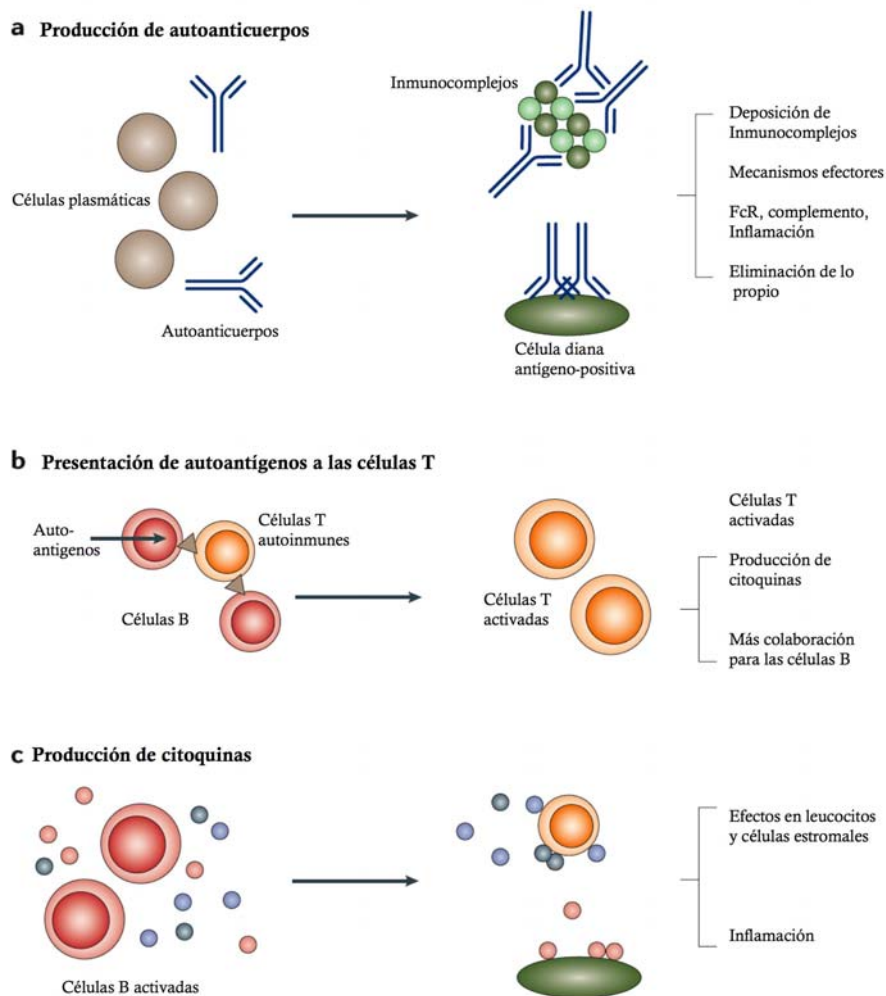 a Producción de autoanticuerpos
Inmunocomplejos
Células plasmáticas
Autoanticuerpos
Célula diana
antígeno-positiva
Deposición de
Inmunocomplejos
Mecanismos efectores
FcR, complemento,
Inflamación
Eliminación de lo
propio
b Presentación de autoantígenos a las células T
Auto-
antigenos
Células T
autoinmunes
Células B
Células T
activadas
Células T
activadas
Producción de
citoquinas
Más colaboración
para las células B
c Producción de citoquinas
Células B activadas
Efectos en leucocitos
y células estromales
Inflamación